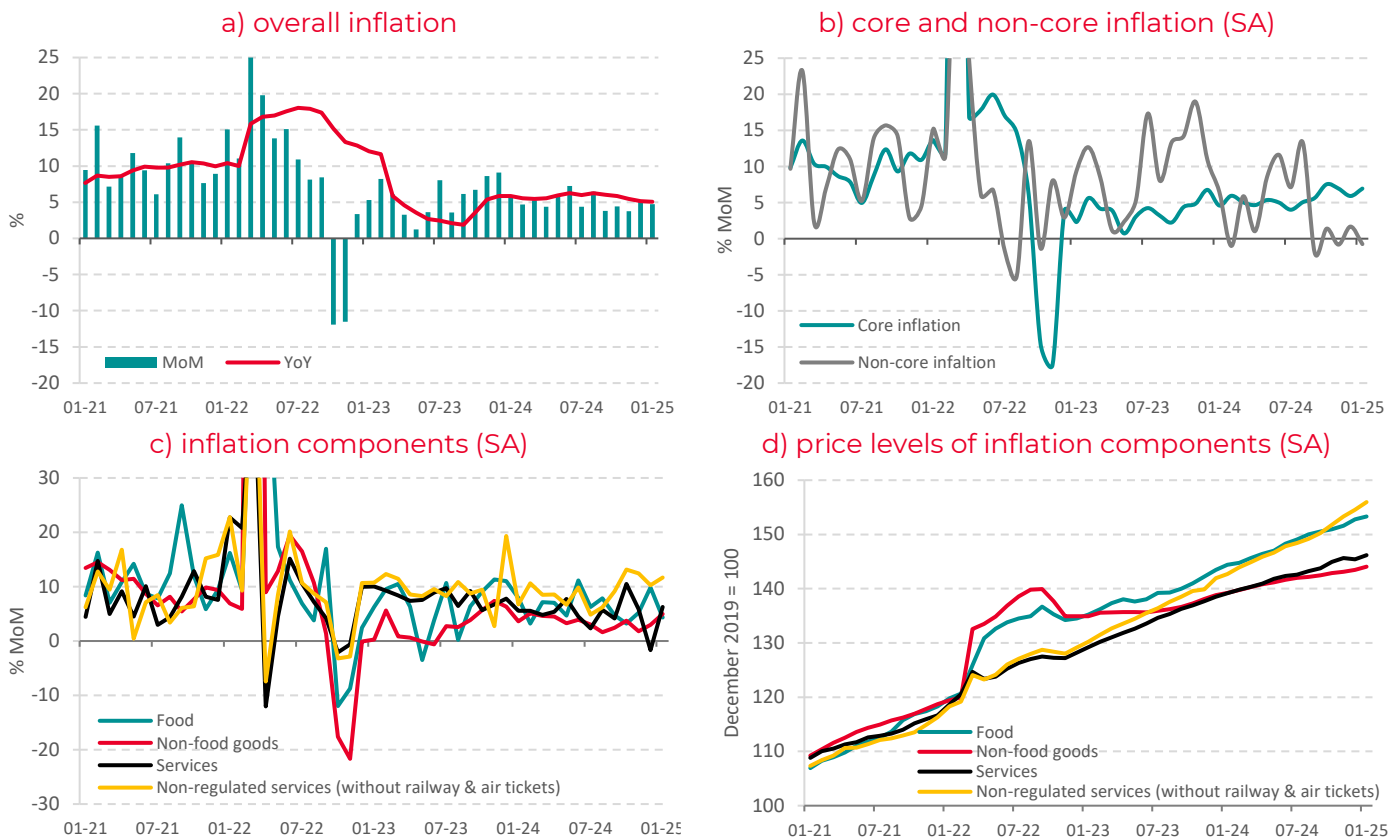 a) overall inflation
25
20
15
10
5
0
-5
-10
-15
-20
%
MoM
YoY
01-21 07-21 01-22 07-22 01-23 07-23 01-24 07-24 01-25
b) core and non-core inflation (SA)
25
20
15
10
5
0
-5
-10
-15
-20
% MoM
Core inflation
Non-core infaltion
01-21 07-21 01-22 07-22 01-23 07-23 01-24 07-24 01-25
c) inflation components (SA)
30
20
10
0
-10
-20
-30
% MoM
Food
Non-food goods
Services
Non-regulated services (without railway & air tickets)
01-21 07-21 01-22 07-22 01-23 07-23 01-24 07-24 01-25
d) price levels of inflation components (SA)
160
150
140
130
120
110
100
December 2019 = 100
Food
Non-food goods
Services
Non-regulated services (without railway & air tickets)
01-21 07-21 01-22 07-22 01-23 07-23 01-24 07-24 01-25